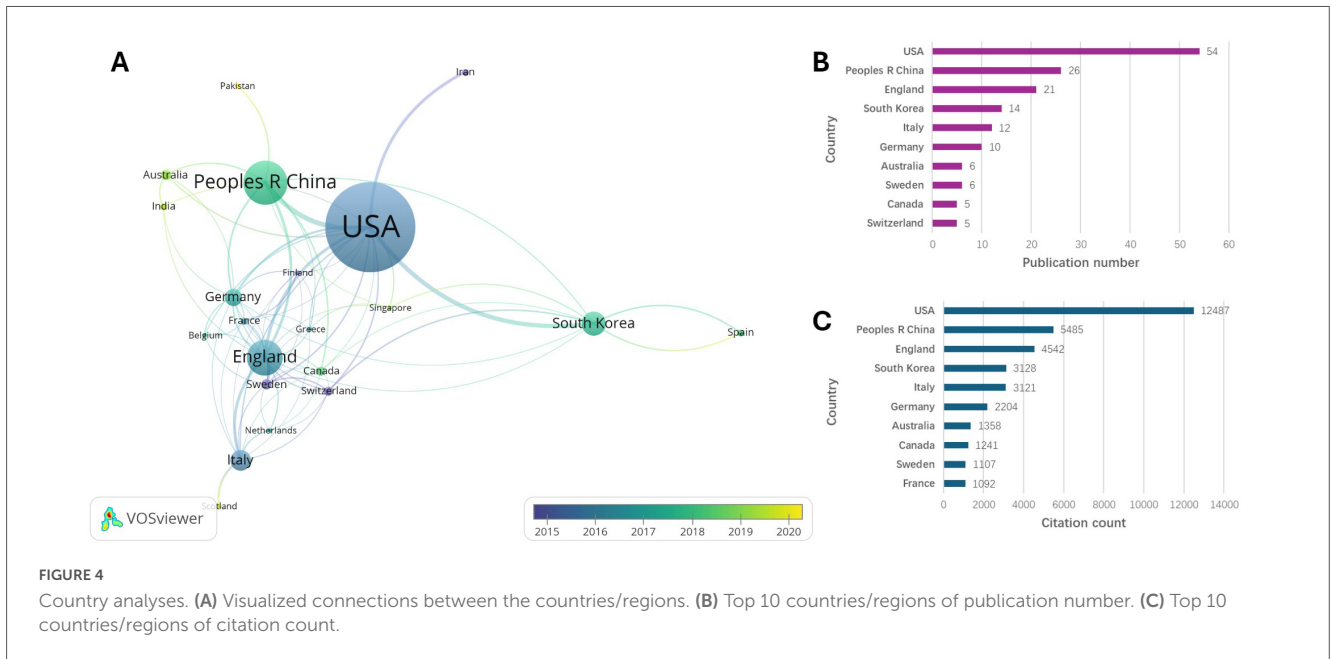 A
Iran
Pakistan
Peoples R China
Australia
India
USA
Finland
Germany
Singapore
France
Greece
Belgium
South Korea
Spain
England
Canada
Sweden
Switzerland
Netherlands
Italy
Scotland
VOSviewer
2015 2016 2017 2018 2019 2020
B
Country
USA 54
Peoples R China 26
England 21
South Korea 14
Italy 12
Germany 10
Australia 6
Sweden 6
Canada 5
Switzerland 5
0 10 20 30 40 50 60
Publication number
C
Country
USA 12487
Peoples R China 5485
England 4542
South Korea 3128
Italy 3121
Germany 2204
Australia 1358
Canada 1241
Sweden 1107
France 1092
0 2000 4000 6000 8000 10000 12000 14000
Citation count
FIGURE 4
Country analyses. (A) Visualized connections between the countries/regions. (B) Top 10 countries/regions of publication number. (C) Top 10
countries/regions of citation count.